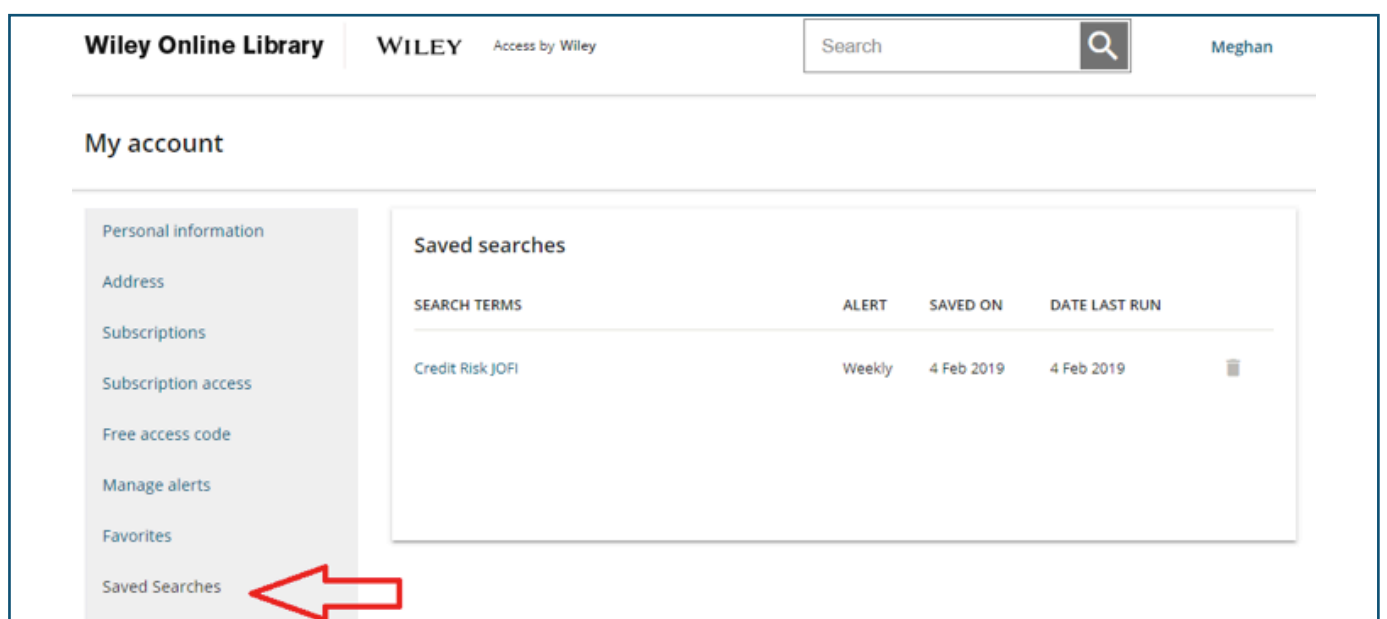 Wiley Online Library WILEY Access by Wiley Search Meghan
My account
Personal information
Address
Subscriptions
Subscription access
Free access code
Manage alerts
Favorites
Saved Searches
Saved searches
SEARCH TERMS ALERT SAVED ON DATE LAST RUN
Credit Risk JOFI Weekly 4 Feb 2019 4 Feb 2019